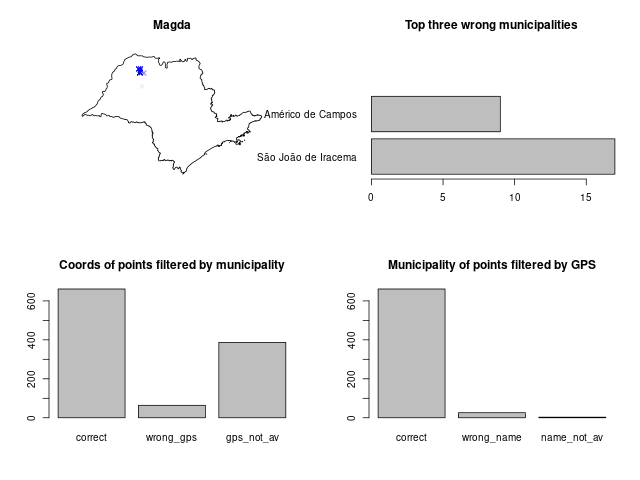 Magda
Top three wrong municipalities
Américo de Campos
São João de Iracema
0 5 10 15
Coords of points filtered by municipality
0 200 400 600
correct wrong_gps gps_not_av
Municipality of points filtered by GPS
0 200 400 600
correct wrong_name name_not_av